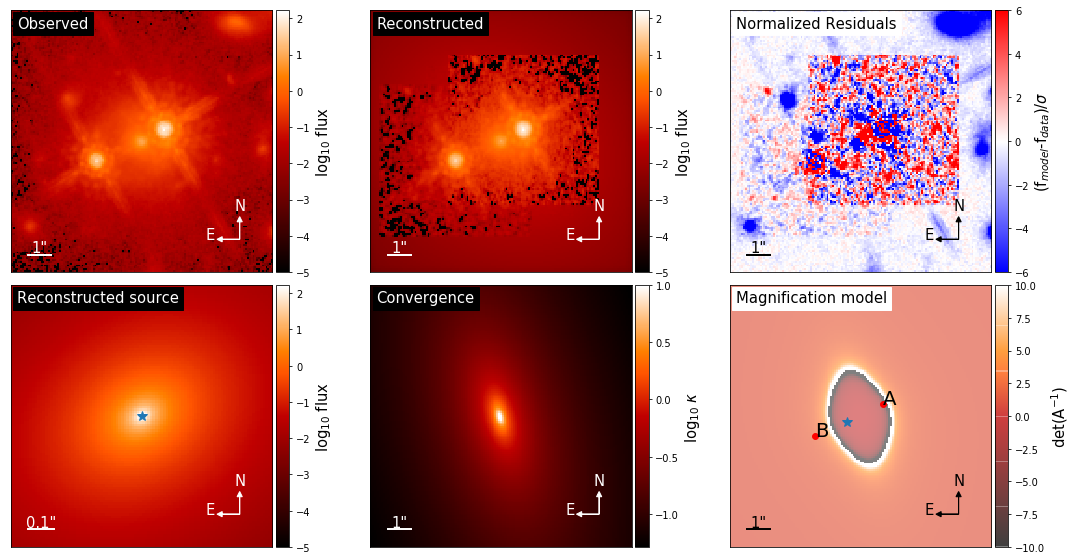 Observed
N
E
1"
2
1
0
−1
−2
−3
−4
−5
log₁₀ flux
Reconstructed
N
E
1"
2
1
0
−1
−2
−3
−4
−5
log₁₀ flux
Normalized Residuals
N
E
1"
6
4
2
0
−2
−4
−6
(f_model-f_data)/σ
Reconstructed source
N
E
0.1"
2
1
0
−1
−2
−3
−4
−5
log₁₀ flux
Convergence
N
E
1"
1.0
0.5
0.0
−0.5
−1.0
log₁₀ κ
Magnification model
A
B
N
E
1"
10.0
7.5
5.0
2.5
0.0
−2.5
−5.0
−7.5
−10.0
det(A⁻¹)